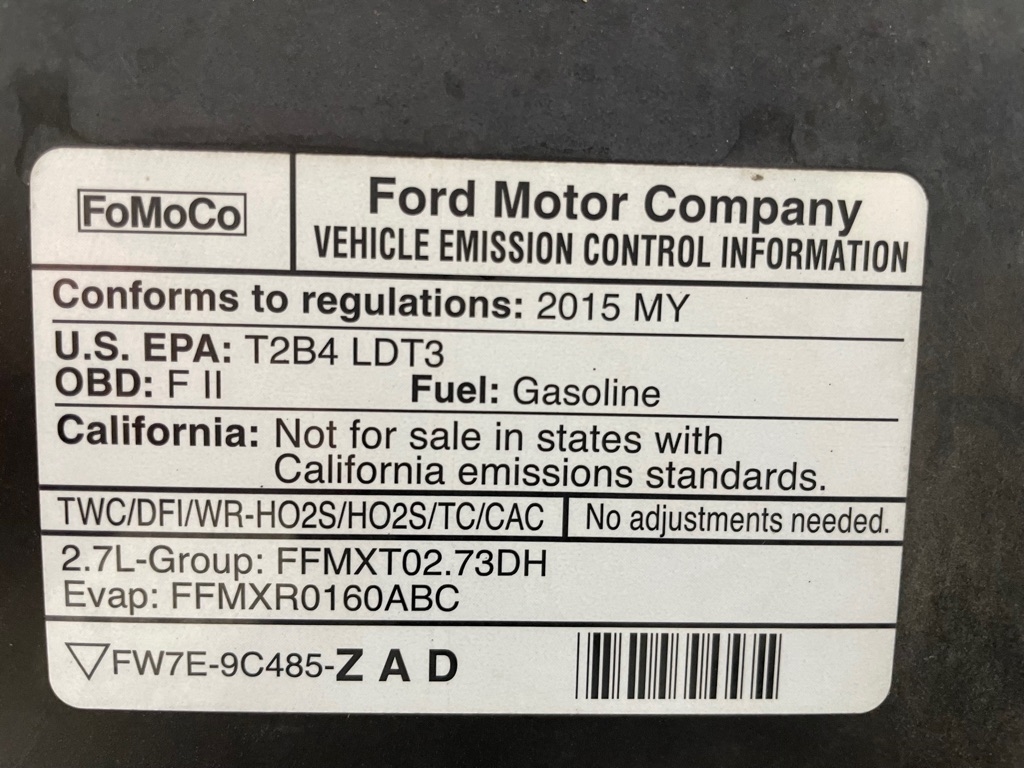 FoMoCo
Ford Motor Company
VEHICLE EMISSION CONTROL INFORMATION
Conforms to regulations: 2015 MY
U.S. EPA: T2B4 LDT3
OBD: F II Fuel: Gasoline
California: Not for sale in states with
California emissions standards.
TWC/DFI/WR-HO2S/HO2S/TC/CAC No adjustments needed.
2.7L-Group: FFMXT02.73DH
Evap: FFMXR0160ABC
▽FW7E-9C485-Z A D